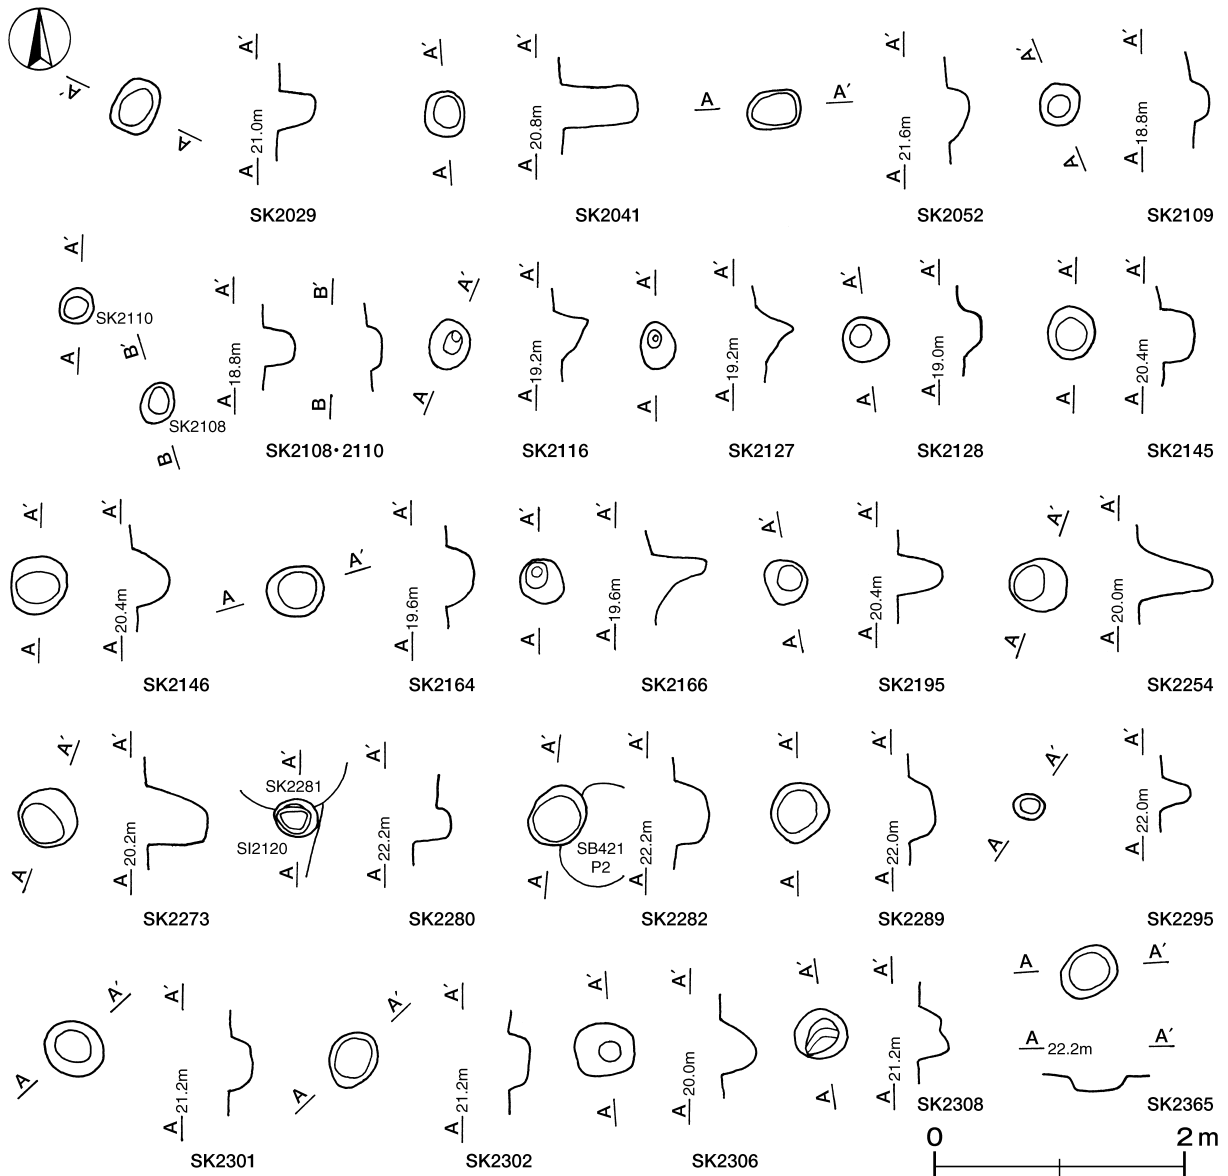 A′ A 21.0m A′ A
SK2029
A′ A 20.8m A′ A
SK2041
A A′ 21.6m A′ A
SK2052
A′ A 18.8m A′ A
SK2109
A′ A SK2110
B′ B SK2108
A′ A 18.8m
B′ B
SK2108・2110
A′ A 19.2m A′ A
SK2116
A′ A 19.2m A′ A
SK2127
A′ A 19.0m A′ A
SK2128
A′ A 20.4m A′ A
SK2145
A′ A 20.4m A′ A
SK2146
A A′ 19.6m A′ A
SK2164
A′ A 19.6m A′ A
SK2166
A′ A 20.4m A′ A
SK2195
A′ A 20.0m A′ A
SK2254
A′ A 20.2m A′ A
SK2273
A′ A 22.2m A′ A
SK2281
SI2120
SK2280
A′ A 22.2m A′ A
SB421
P2
SK2282
A′ A 22.0m A′ A
SK2289
A′ A 22.0m A′ A
SK2295
A′ A 21.2m A′ A
SK2301
A′ A 21.2m A′ A
SK2302
A′ A 20.0m A′ A
SK2306
A′ A 21.2m A′ A
SK2308
A A′
A 22.2m A′
SK2365
0 2m